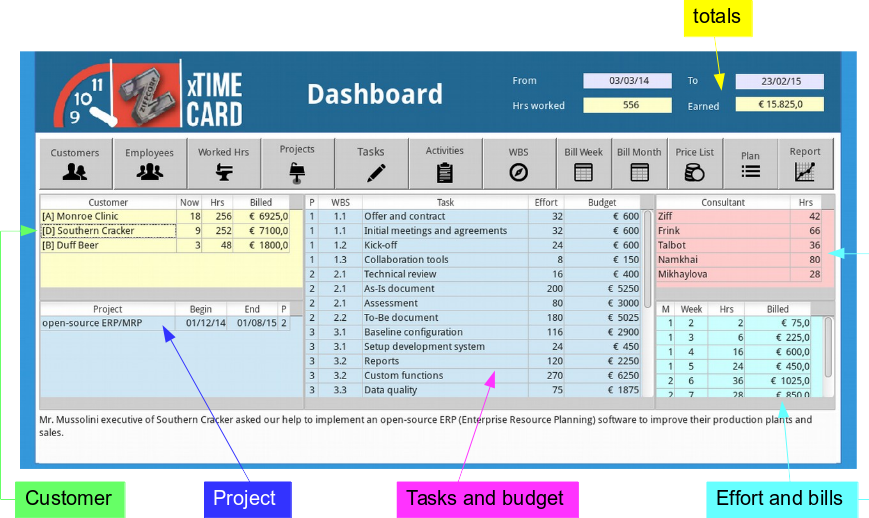 totals
11
10
9
ZIFFCORP
xTIME
CARD
Dashboard
From 03/03/14 To 23/02/15
Hrs worked 556 Earned € 15.825,0
Customers Employees Worked Hrs Projects Tasks Activities WBS Bill Week Bill Month Price List Plan Report
Customer Now Hrs Billed
[A] Monroe Clinic 18 256 € 6925,0
[D] Southern Cracker 9 252 € 7100,0
[B] Duff Beer 3 48 € 1800,0
Project Begin End P
open-source ERP/MRP 01/12/14 01/08/15 2
P WBS Task Effort Budget
1 1.1 Offer and contract 32 € 600
1 1.1 Initial meetings and agreements 32 € 600
1 1.2 Kick-off 24 € 600
1 1.3 Collaboration tools 8 € 150
2 2.1 Technical review 16 € 400
2 2.1 As-Is document 200 € 5250
2 2.1 Assessment 80 € 3000
2 2.2 To-Be document 180 € 5025
3 3.1 Baseline configuration 116 € 2900
3 3.1 Setup development system 24 € 450
3 3.2 Reports 120 € 2250
3 3.2 Custom functions 270 € 6250
3 3.3 Data quality 75 € 1875
Consultant Hrs
Ziff 42
Frink 66
Talbot 36
Namkhai 80
Mikhaylova 28
M Week Hrs Billed
1 2 2 € 75,0
1 3 6 € 225,0
1 4 16 € 600,0
1 5 24 € 450,0
2 6 36 € 1025,0
2 7 28 € 850,0
Mr. Mussolini executive of Southern Cracker asked our help to implement an open-source ERP (Enterprise Resource Planning) software to improve their production plants and
sales.
Customer
Project
Tasks and budget
Effort and bills